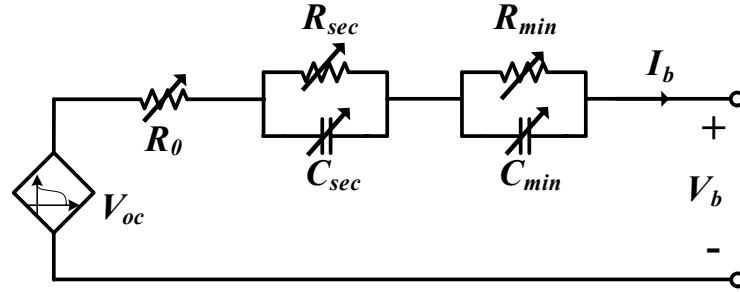 R_sec
R_min
I_b
R_0
+
C_sec
C_min
V_oc
V_b
-